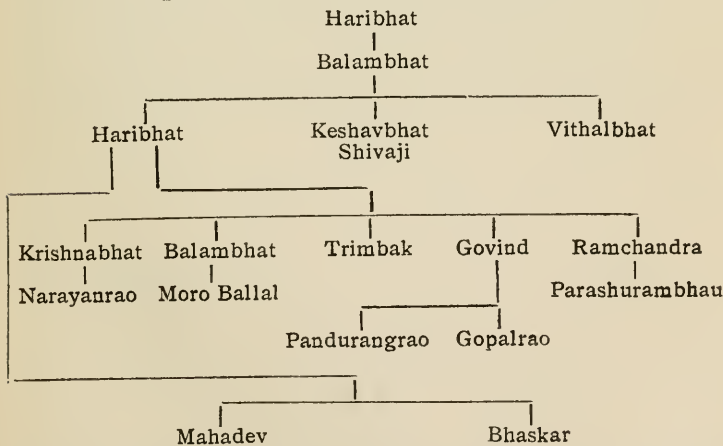 Haribhat
Balambhat
Haribhat Keshavbhat Vithalbhat
Shivaji
Krishnabhat Balambhat Trimbak Govind Ramchandra
Narayanrao Moro Ballal Parashurambhau
Pandurangrao Gopalrao
Mahadev Bhaskar